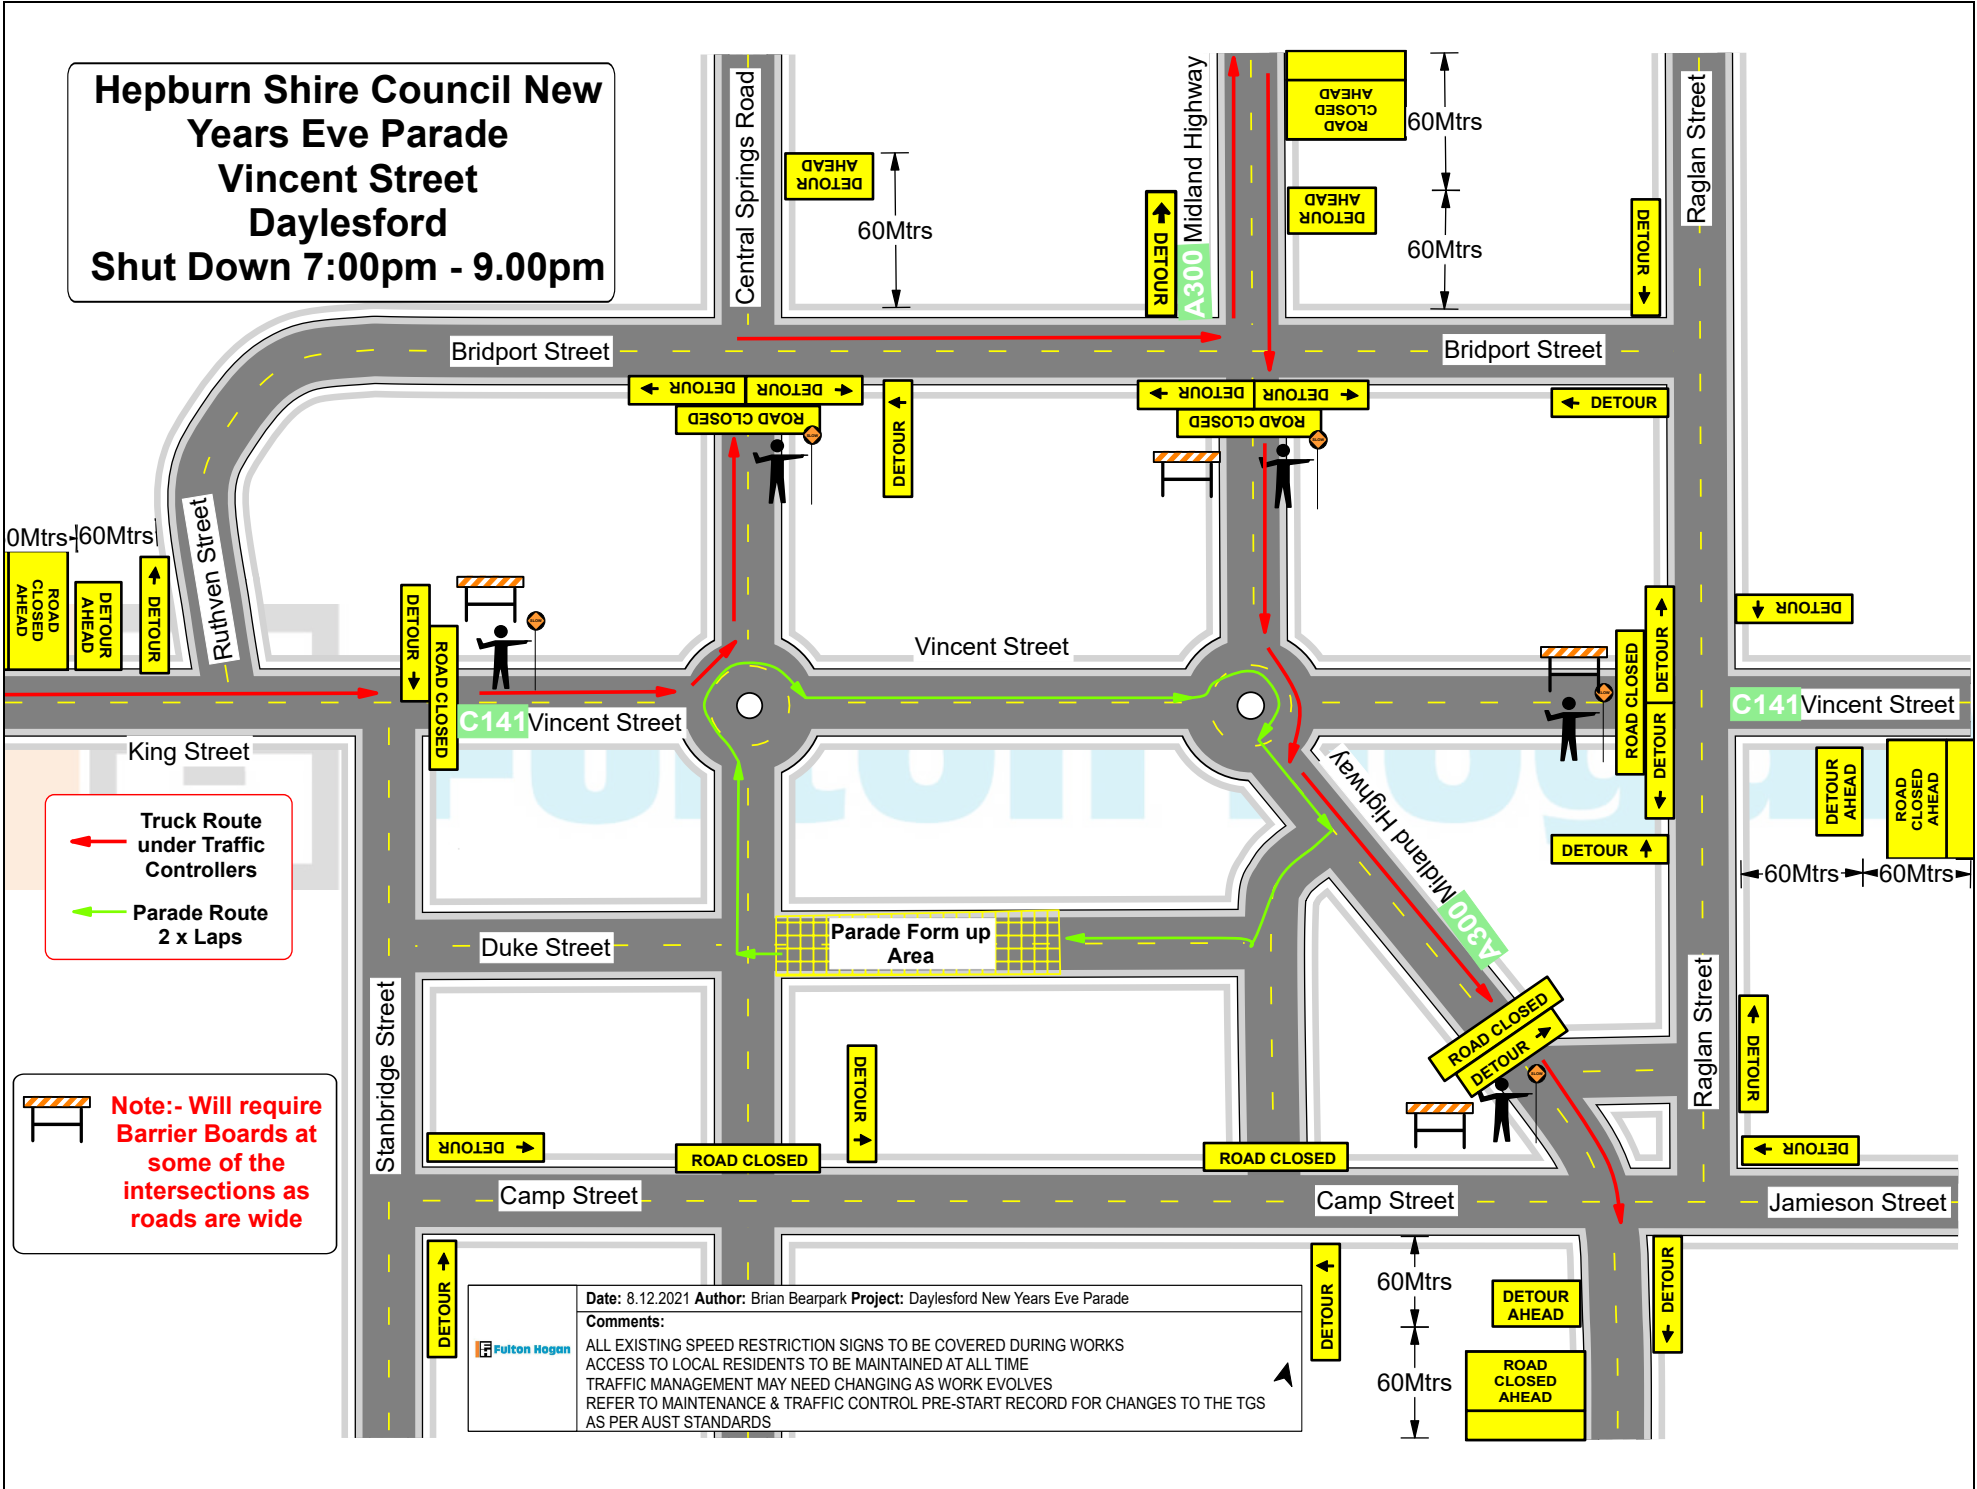 Hepburn Shire Council New
Years Eve Parade
Vincent Street
Daylesford
Shut Down 7:00pm - 9.00pm
Central Springs Road
DETOUR
AHEAD
60Mtrs
A300 Midland Highway
DETOUR
ROAD
CLOSED
AHEAD
60Mtrs
DETOUR
AHEAD
60Mtrs
DETOUR
Raglan Street
Bridport Street
Bridport Street
DETOUR
DETOUR
ROAD CLOSED
SLOW
DETOUR
DETOUR
DETOUR
ROAD CLOSED
SLOW
DETOUR
0Mtrs
60Mtrs
ROAD
CLOSED
AHEAD
DETOUR
AHEAD
DETOUR
Ruthven Street
DETOUR
ROAD CLOSED
SLOW
Vincent Street
C141 Vincent Street
King Street
ROAD CLOSED
DETOUR
DETOUR
SLOW
DETOUR
C141 Vincent Street
DETOUR
AHEAD
ROAD
CLOSED
AHEAD
60Mtrs
60Mtrs
DETOUR
Fulton Hoga
Midland Highway
A300
Truck Route
under Traffic
Controllers
Parade Route
2 x Laps
Duke Street
Parade Form up
Area
Stanbridge Street
Raglan Street
ROAD CLOSED
DETOUR
SLOW
DETOUR
DETOUR
Note:- Will require
Barrier Boards at
some of the
intersections as
roads are wide
DETOUR
ROAD CLOSED
DETOUR
ROAD CLOSED
Camp Street
Camp Street
Jamieson Street
DETOUR
DETOUR
60Mtrs
DETOUR
AHEAD
DETOUR
60Mtrs
ROAD
CLOSED
AHEAD
Date: 8.12.2021 Author: Brian Bearpark Project: Daylesford New Years Eve Parade
Comments:
Fulton Hogan
ALL EXISTING SPEED RESTRICTION SIGNS TO BE COVERED DURING WORKS
ACCESS TO LOCAL RESIDENTS TO BE MAINTAINED AT ALL TIME
TRAFFIC MANAGEMENT MAY NEED CHANGING AS WORK EVOLVES
REFER TO MAINTENANCE & TRAFFIC CONTROL PRE-START RECORD FOR CHANGES TO THE TGS
AS PER AUST STANDARDS